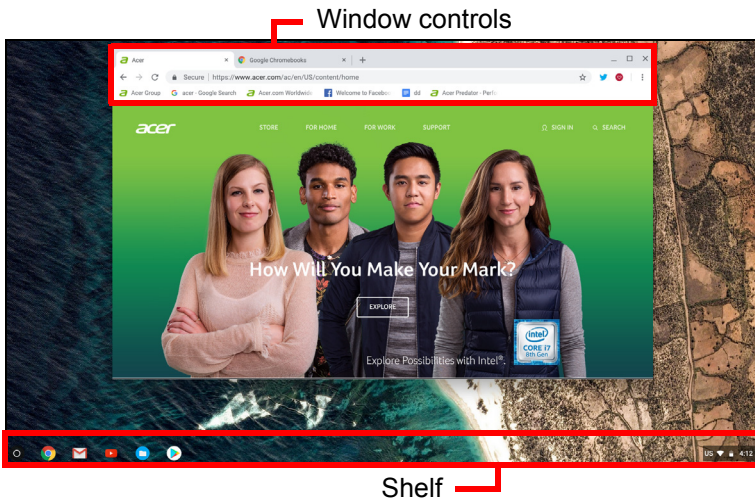 Window controls
Acer
Google Chromebooks
Secure https://www.acer.com/ac/en/US/content/home
Acer Group acer - Google Search Acer.com Worldwide Welcome to Faceboo dd Acer Predator - Perfo
acer STORE FOR HOME FOR WORK SUPPORT SIGN IN SEARCH
How Will You Make Your Mark?
EXPLORE
intel
CORE i7
8th Gen
Explore Possibilities with Intel®.
US 4:12
Shelf